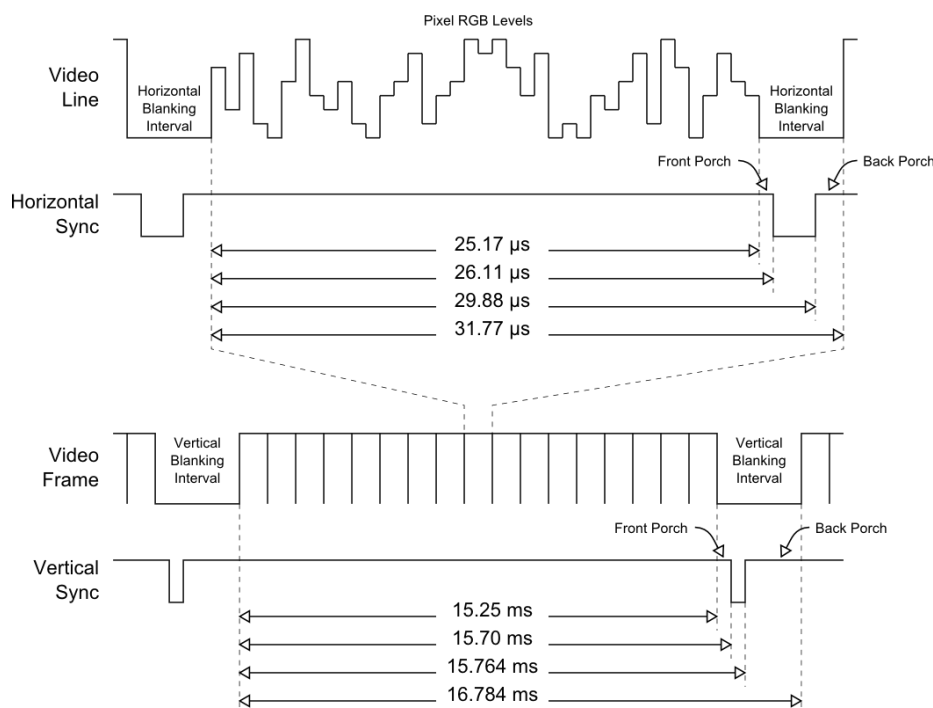 Pixel RGB Levels
Video
Line
Horizontal
Blanking
Interval
Horizontal
Blanking
Interval
Front Porch
Back Porch
Horizontal
Sync
25.17 µs
26.11 µs
29.88 µs
31.77 µs
Video
Frame
Vertical
Blanking
Interval
Vertical
Blanking
Interval
Front Porch
Back Porch
Vertical
Sync
15.25 ms
15.70 ms
15.764 ms
16.784 ms